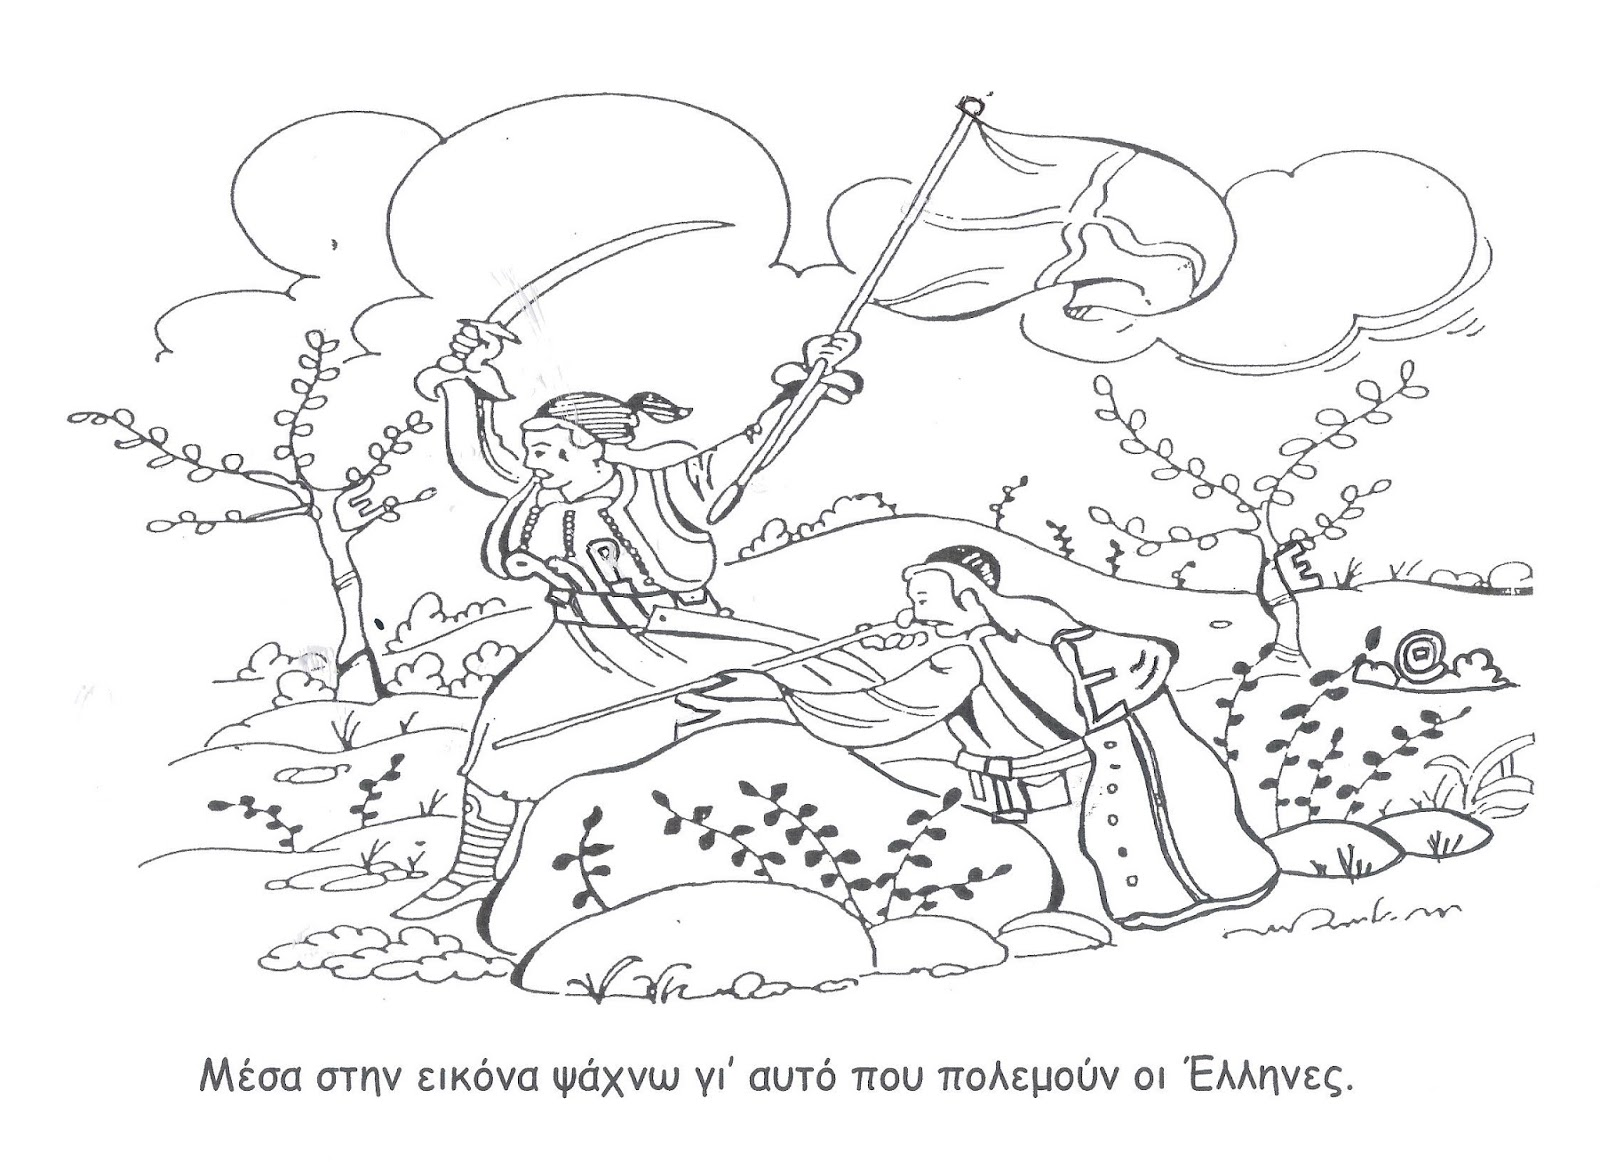 Ε
Ρ
Ε
Θ
Μέσα στην εικόνα ψάχνω γι' αυτό που πολεμούν οι Έλληνες.